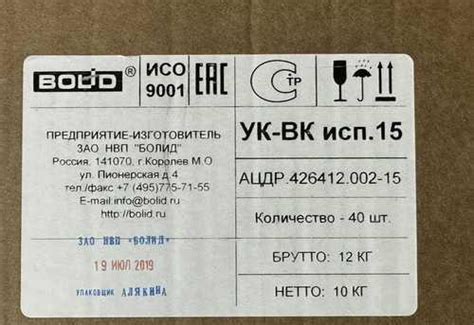 BOLID®
ИСО
9001
EAC
С ТР
ПРЕДПРИЯТИЕ-ИЗГОТОВИТЕЛЬ
ЗАО НВП "БОЛИД"
Россия, 141070, г.Королев М.О
ул. Пионерская д.4
тел./факс +7 (495)775-71-55
E-mail:info@bolid.ru
http://bolid.ru
ЗАО НВП «БОЛИД»
19 ИЮЛ 2019
УПАКОВЩИК АЛЯКИНА
УК-ВК исп.15
АЦДР.426412.002-15
Количество - 40 шт.
БРУТТО: 12 КГ
НЕТТО: 10 КГ